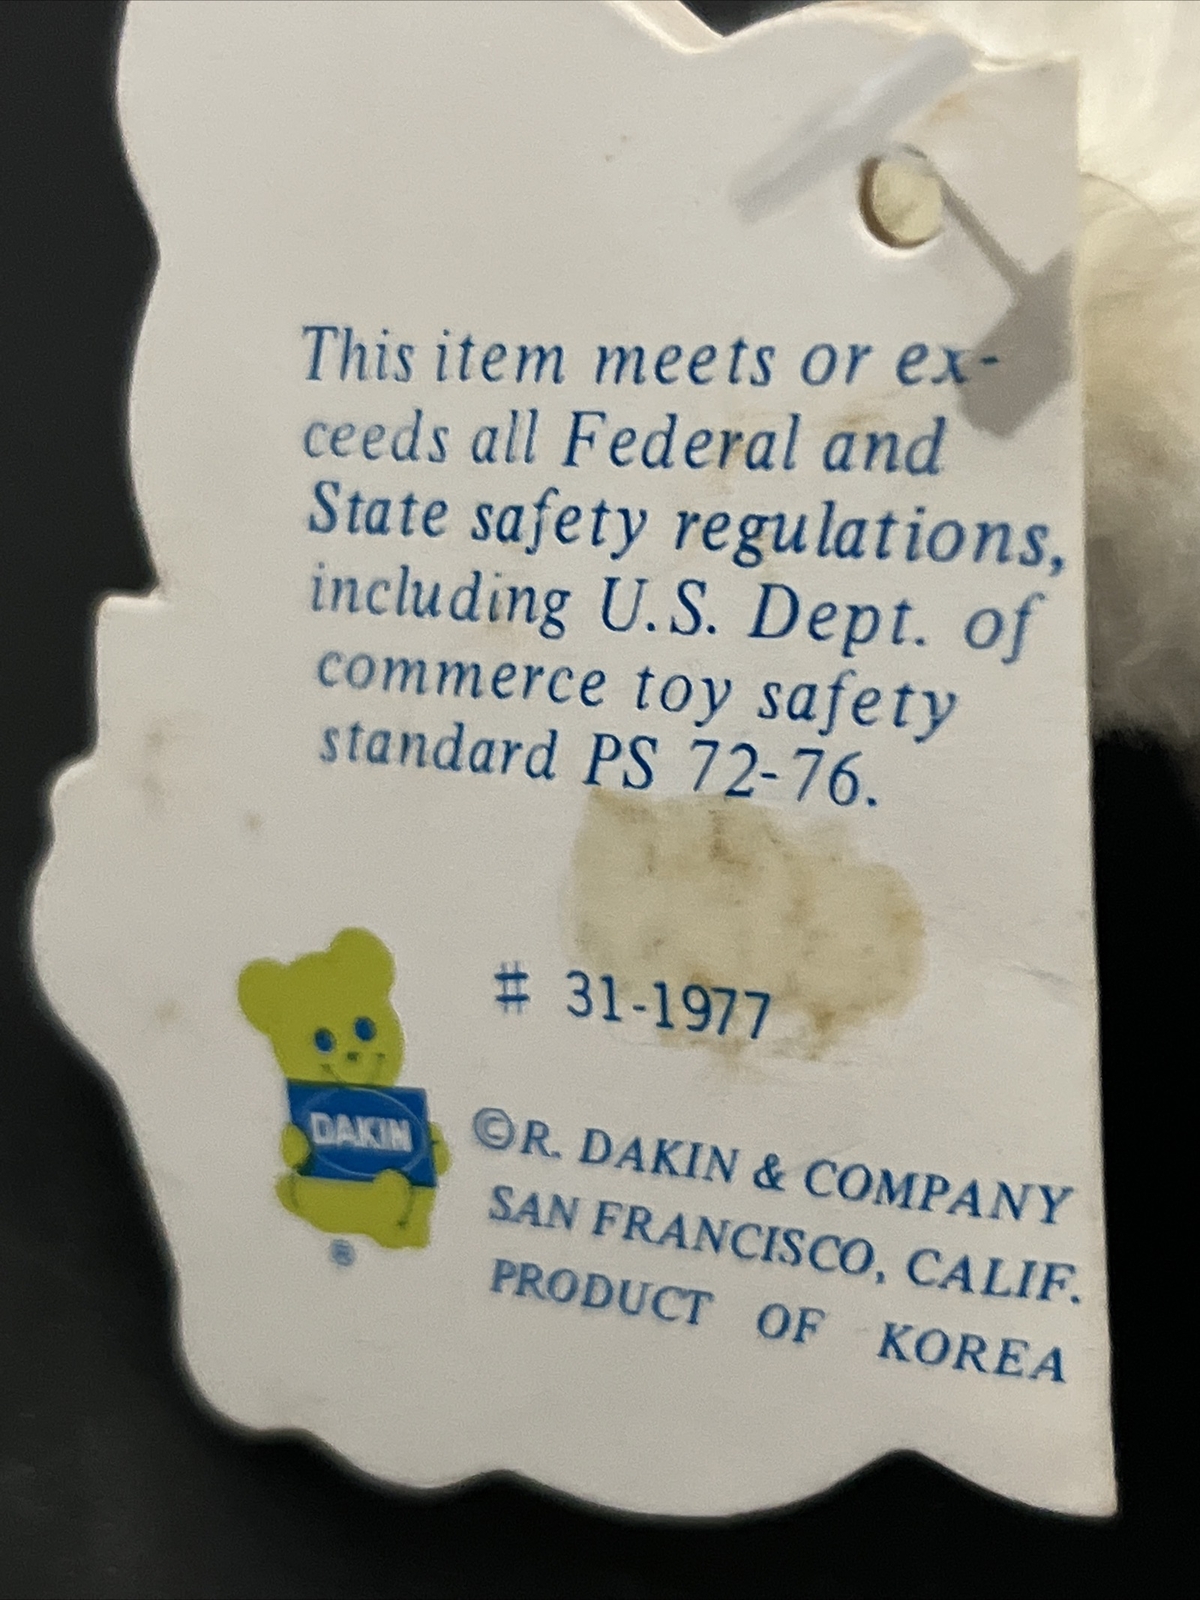 This item meets or ex-
ceeds all Federal and
State safety regulations,
including U.S. Dept. of
commerce toy safety
standard PS 72-76.
# 31-1977
DAKIN
®
©R. DAKIN & COMPANY
SAN FRANCISCO, CALIF.
PRODUCT OF KOREA